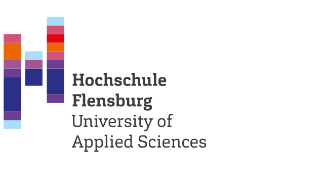 Hochschule
Flensburg
University of
Applied Sciences